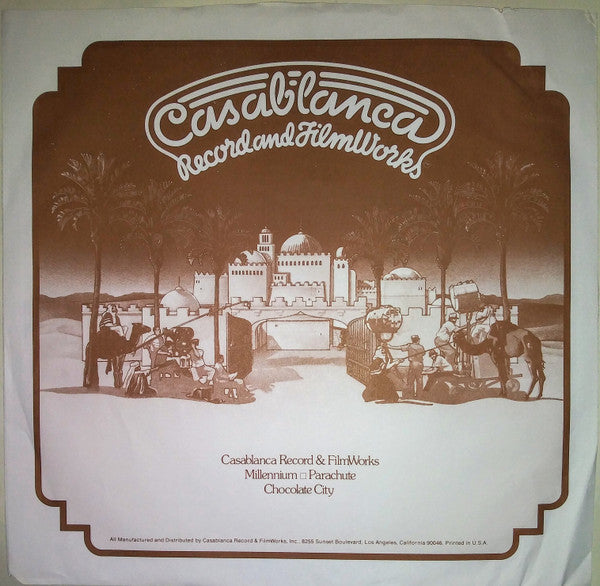 Casablanca
Record and FilmWorks
Casablanca Record & FilmWorks
Millennium □ Parachute
Chocolate City
All Manufactured and Distributed by Casablanca Record & FilmWorks, Inc., 8255 Sunset Boulevard, Los Angeles, California 90046. Printed in U.S.A.